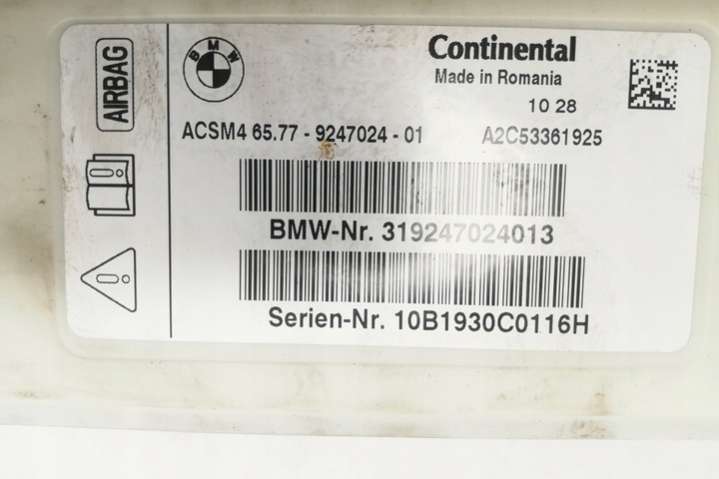 AIRBAG
BMW
Continental
Made in Romania
10 28
ACSM4 65.77 - 9247024 - 01 A2C53361925
BMW-Nr. 319247024013
Serien-Nr. 10B1930C0116H